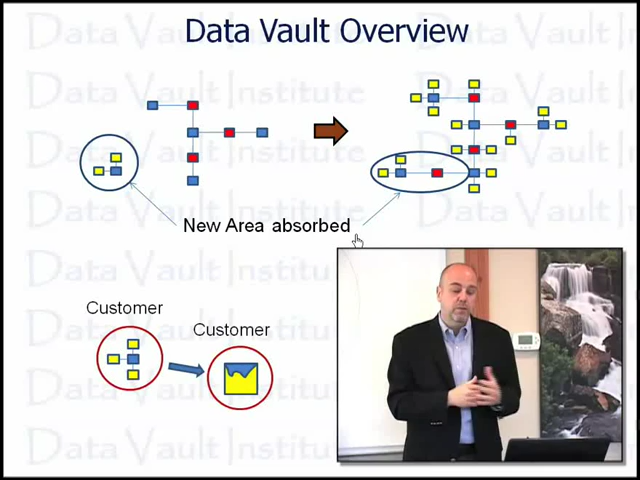 Data Vault Overview
Data Vault Institute
New Area absorbed
Customer
Customer